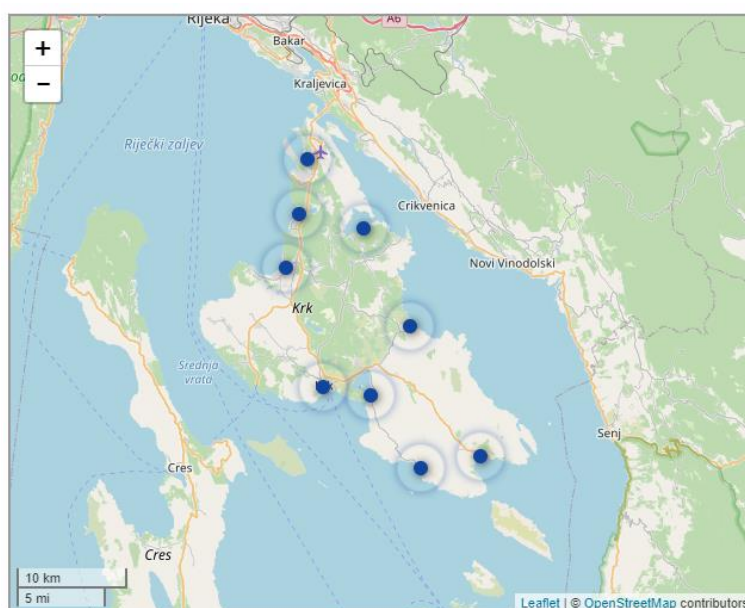 Rijeka
A6
+
Bakar
−
Kraljevica
Riječki zaljev
Crikvenica
Novi Vinodolski
Krk
Srednja
vrata
Senj
Cres
Cres
10 km
5 mi
Leaflet | © OpenStreetMap contributors